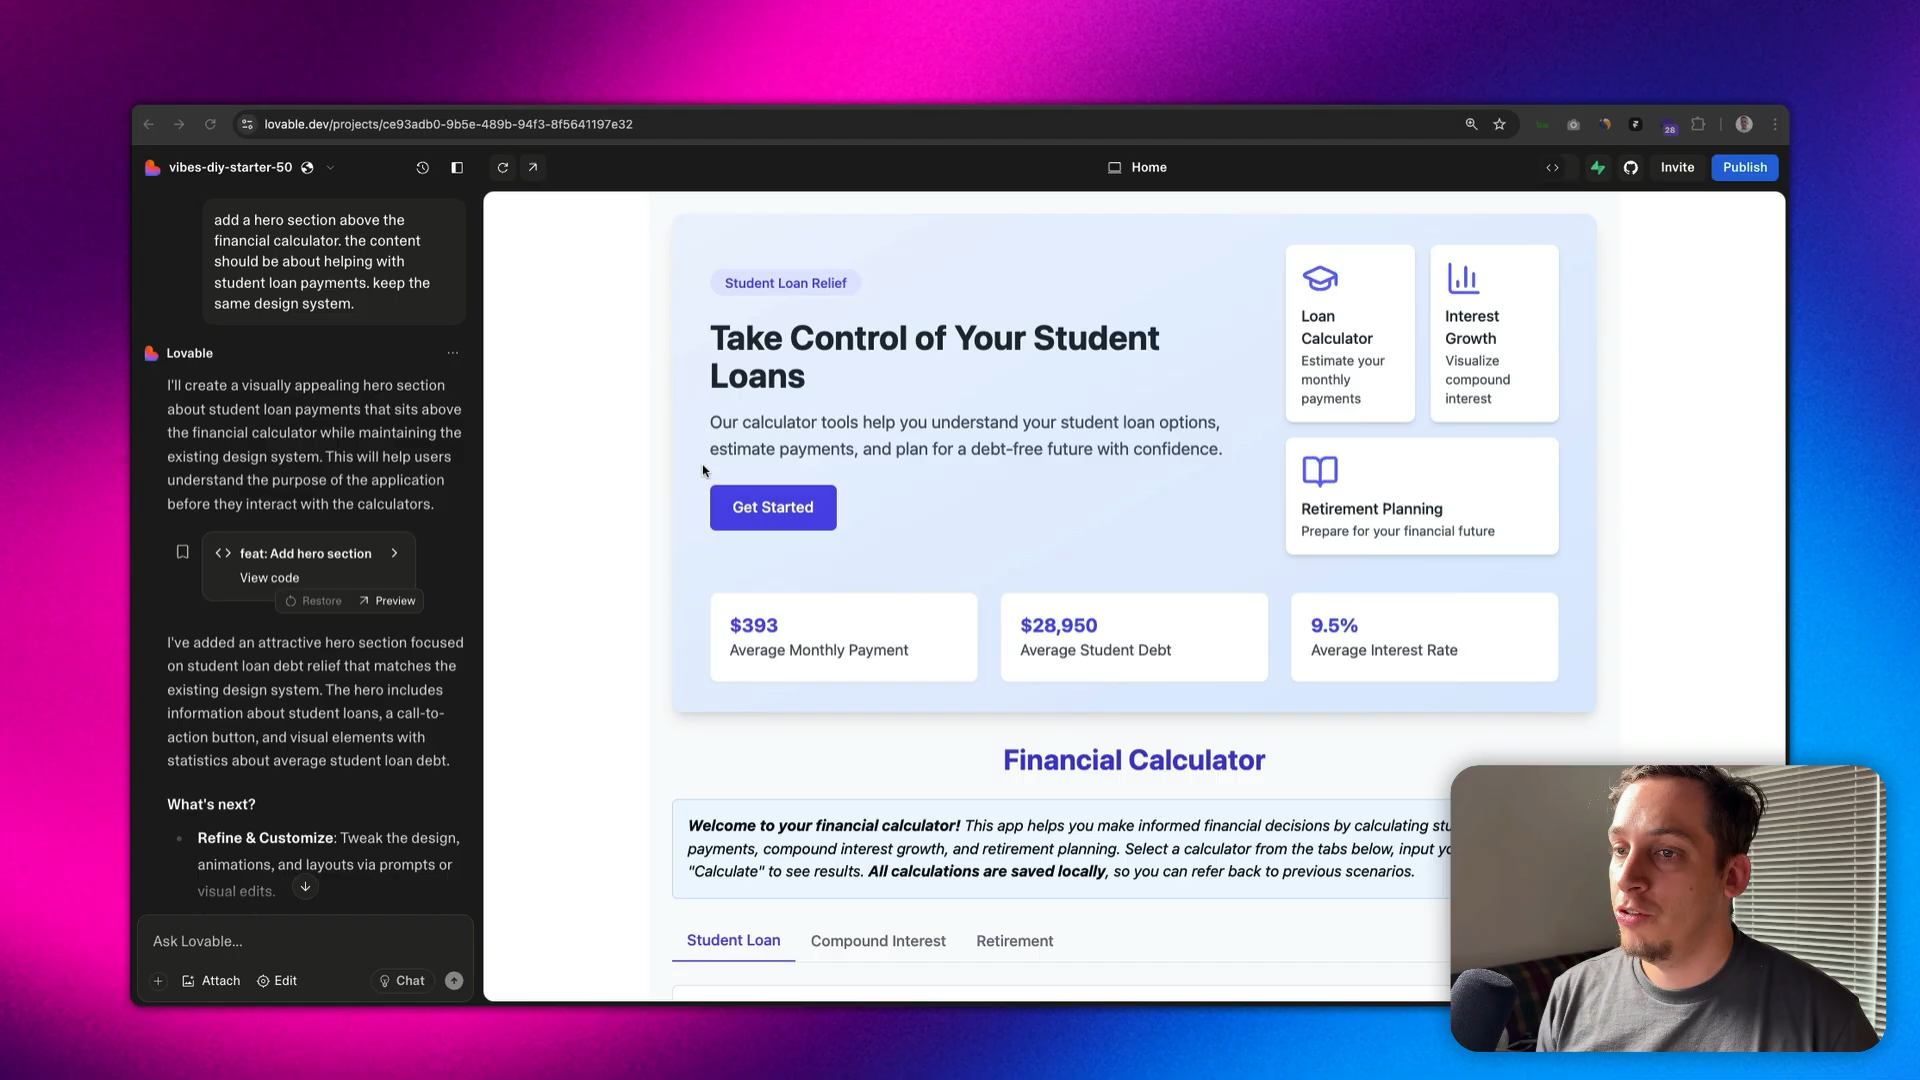 lovable.dev/projects/ce93adb0-9b5e-489b-94f3-8f5641197e32
28
vibes-diy-starter-50
Home
Invite
Publish
add a hero section above the
financial calculator. the content
should be about helping with
student loan payments. keep the
same design system.
Lovable
I'll create a visually appealing hero section
about student loan payments that sits above
the financial calculator while maintaining the
existing design system. This will help users
understand the purpose of the application
before they interact with the calculators.
feat: Add hero section
View code
Restore
Preview
I've added an attractive hero section focused
on student loan debt relief that matches the
existing design system. The hero includes
information about student loans, a call-to-
action button, and visual elements with
statistics about average student loan debt.
What's next?
Refine & Customize: Tweak the design,
animations, and layouts via prompts or
visual edits.
Ask Lovable...
Attach
Edit
Chat
Student Loan Relief
Take Control of Your Student
Loans
Our calculator tools help you understand your student loan options,
estimate payments, and plan for a debt-free future with confidence.
Get Started
Loan
Calculator
Estimate your
monthly
payments
Interest
Growth
Visualize
compound
interest
Retirement Planning
Prepare for your financial future
$393
Average Monthly Payment
$28,950
Average Student Debt
9.5%
Average Interest Rate
Financial Calculator
Welcome to your financial calculator! This app helps you make informed financial decisions by calculating stu
payments, compound interest growth, and retirement planning. Select a calculator from the tabs below, input yo
"Calculate" to see results. All calculations are saved locally, so you can refer back to previous scenarios.
Student Loan
Compound Interest
Retirement